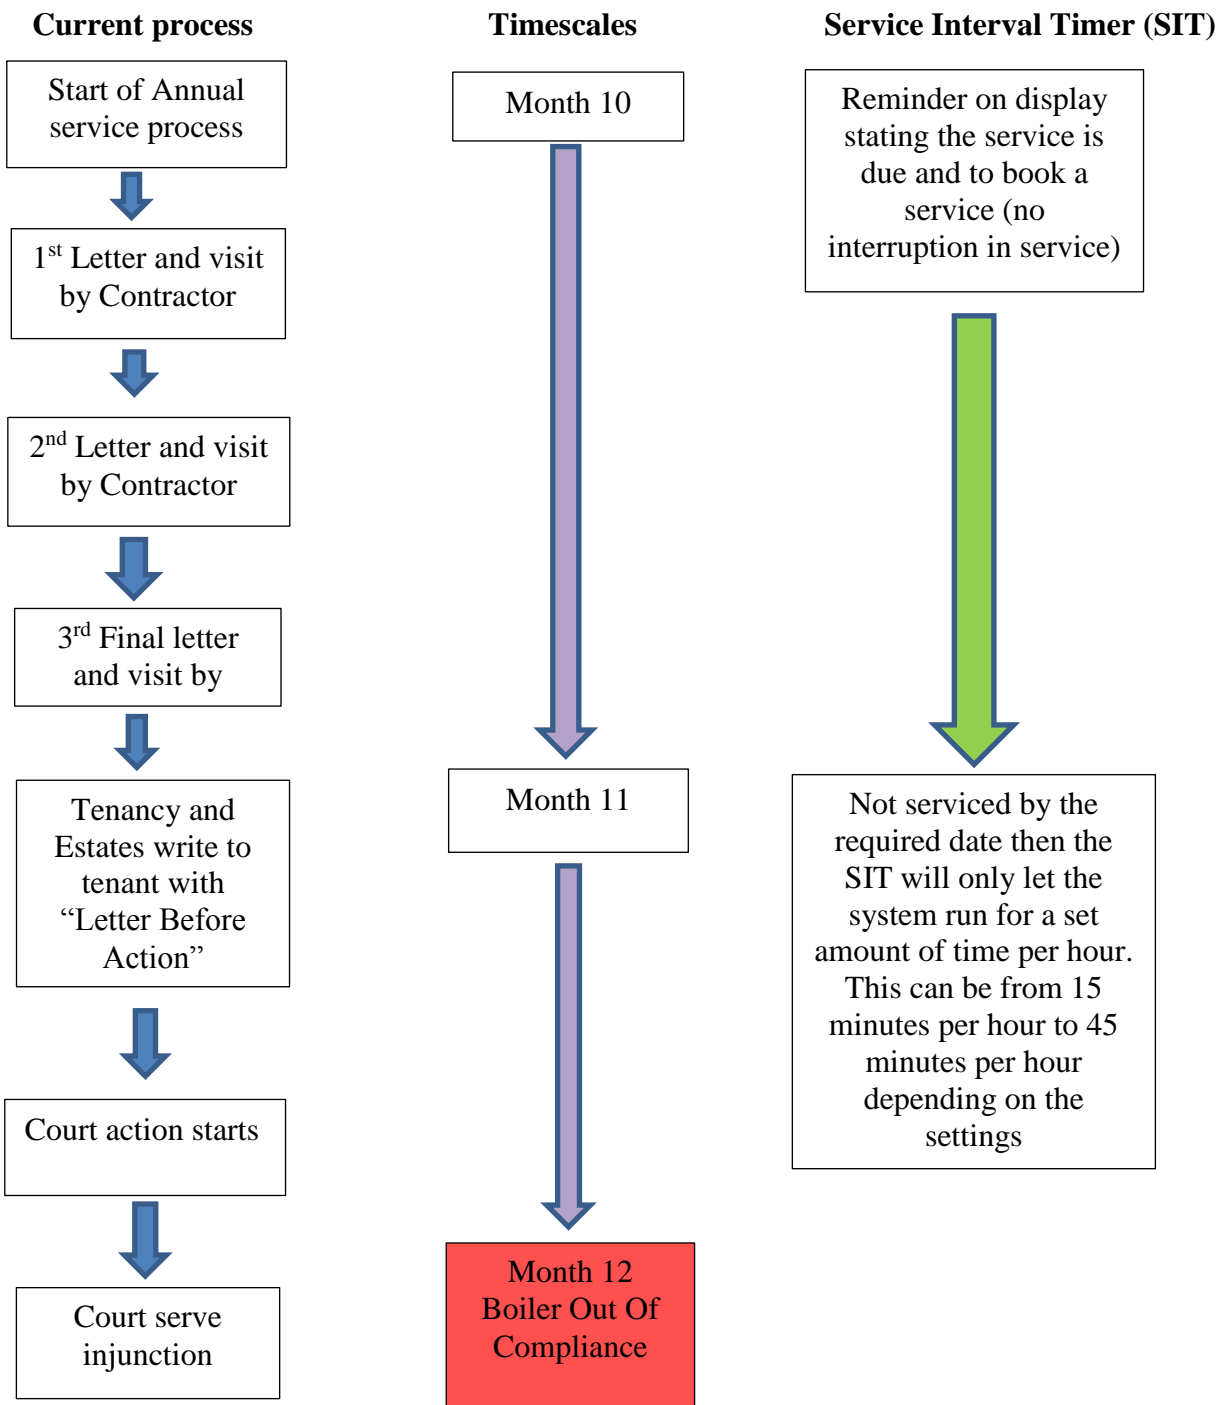 Current process
Start of Annual
service process
1st Letter and visit
by Contractor
2nd Letter and visit
by Contractor
3rd Final letter
and visit by
Tenancy and
Estates write to
tenant with
“Letter Before
Action”
Court action starts
Court serve
injunction
Timescales
Month 10
Month 11
Month 12
Boiler Out Of
Compliance
Service Interval Timer (SIT)
Reminder on display
stating the service is
due and to book a
service (no
interruption in service)
Not serviced by the
required date then the
SIT will only let the
system run for a set
amount of time per hour.
This can be from 15
minutes per hour to 45
minutes per hour
depending on the
settings